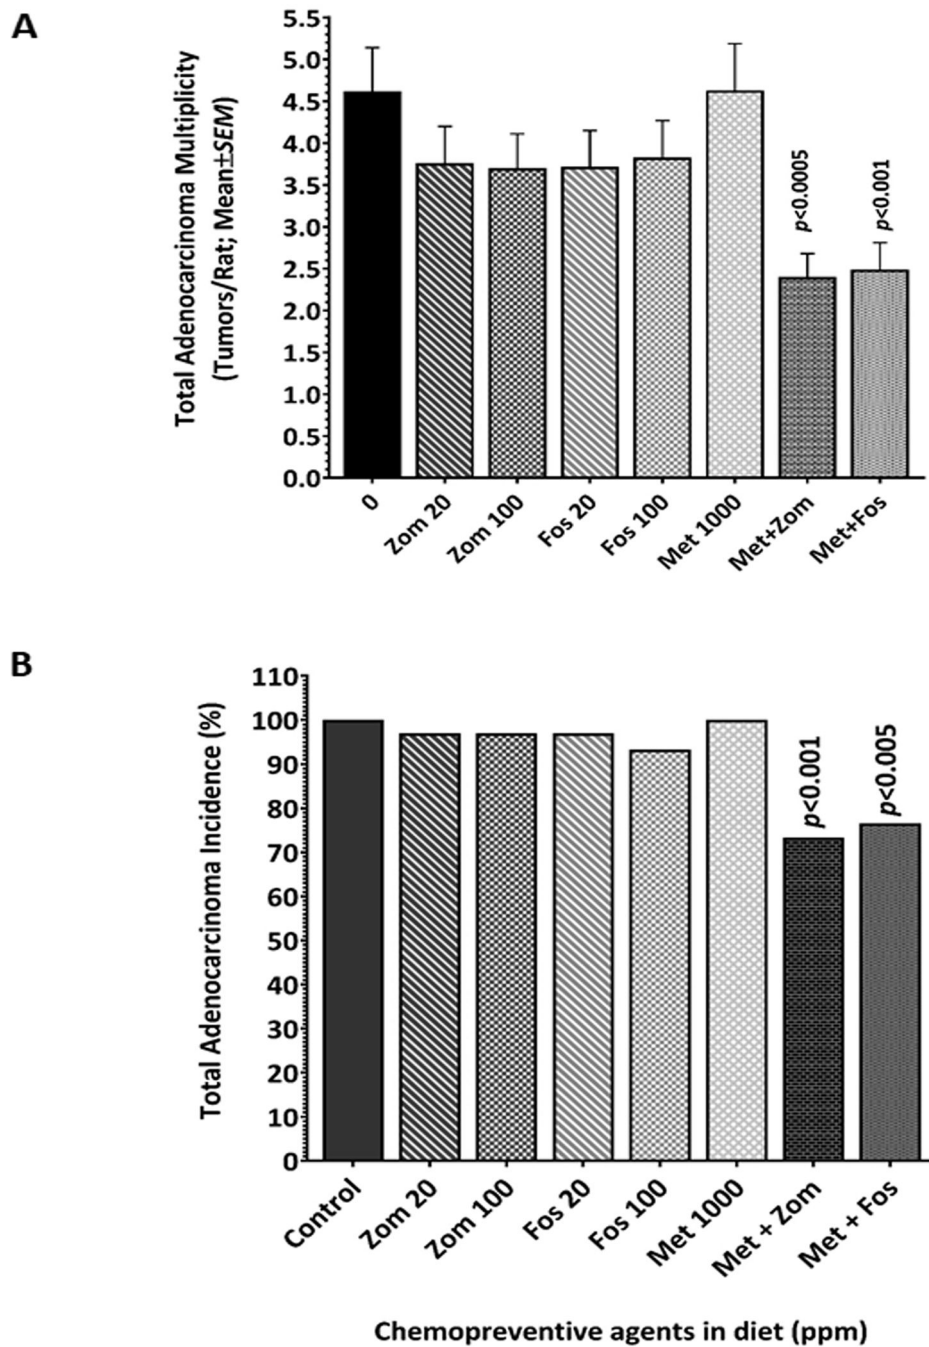 A
Total Adenocarcinoma Multiplicity
(Tumors/Rat; Mean±SEM)
5.5
5.0
4.5
4.0
3.5
3.0
2.5
2.0
1.5
1.0
0.5
0.0
p<0.0005
p<0.001
0
Zom 20
Zom 100
Fos 20
Fos 100
Met 1000
Met+Zom
Met+Fos
B
Total Adenocarcinoma Incidence (%)
110
100
90
80
70
60
50
40
30
20
10
0
p<0.001
p<0.005
Control
Zom 20
Zom 100
Fos 20
Fos 100
Met 1000
Met + Zom
Met + Fos
Chemopreventive agents in diet (ppm)